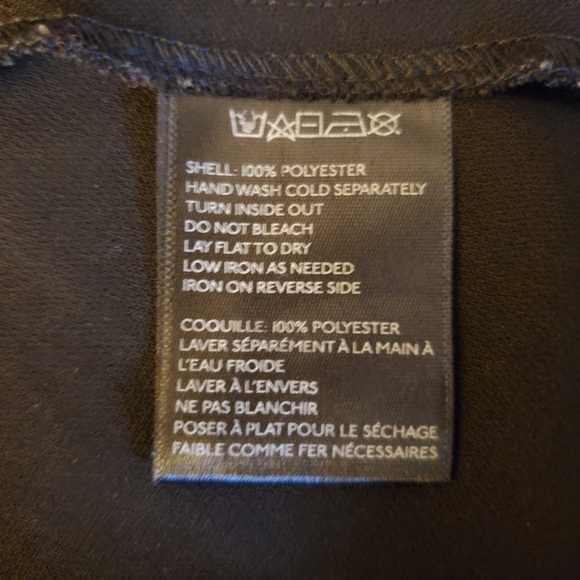 SHELL: 100% POLYESTER
HAND WASH COLD SEPARATELY
TURN INSIDE OUT
DO NOT BLEACH
LAY FLAT TO DRY
LOW IRON AS NEEDED
IRON ON REVERSE SIDE
COQUILLE: 100% POLYESTER
LAVER SÉPARÉMENT À LA MAIN À
L'EAU FROIDE
LAVER À L'ENVERS
NE PAS BLANCHIR
POSER À PLAT POUR LE SÉCHAGE
FAIBLE COMME FER NÉCESSAIRES